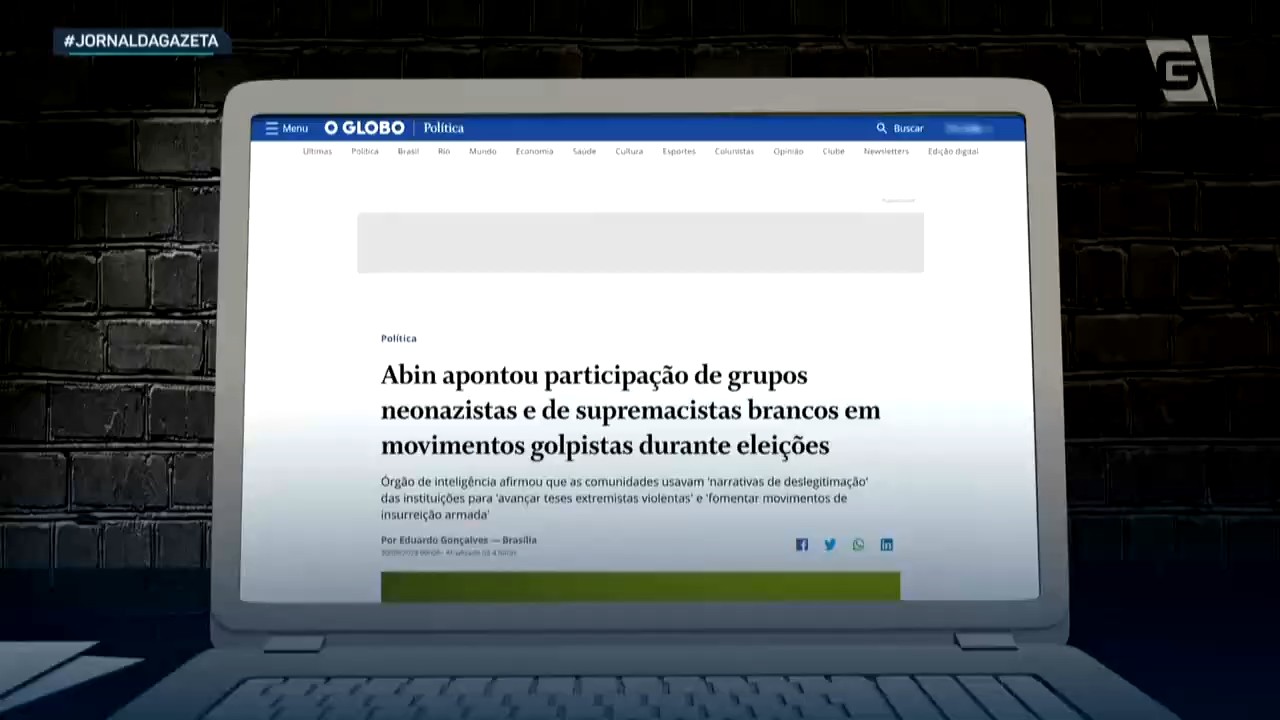 #JORNALDAGAZETA
G
Menu O GLOBO Política Buscar
Últimas Política Brasil Rio Mundo Economia Saúde Cultura Esportes Colunistas Opinião Clube Newsletters Edição digital
Política
Abin apontou participação de grupos
neonazistas e de supremacistas brancos em
movimentos golpistas durante eleições
Órgão de inteligência afirmou que as comunidades usavam 'narrativas de deslegitimação'
das instituições para 'avançar teses extremistas violentas' e 'fomentar movimentos de
insurreição armada'
Por Eduardo Gonçalves — Brasília